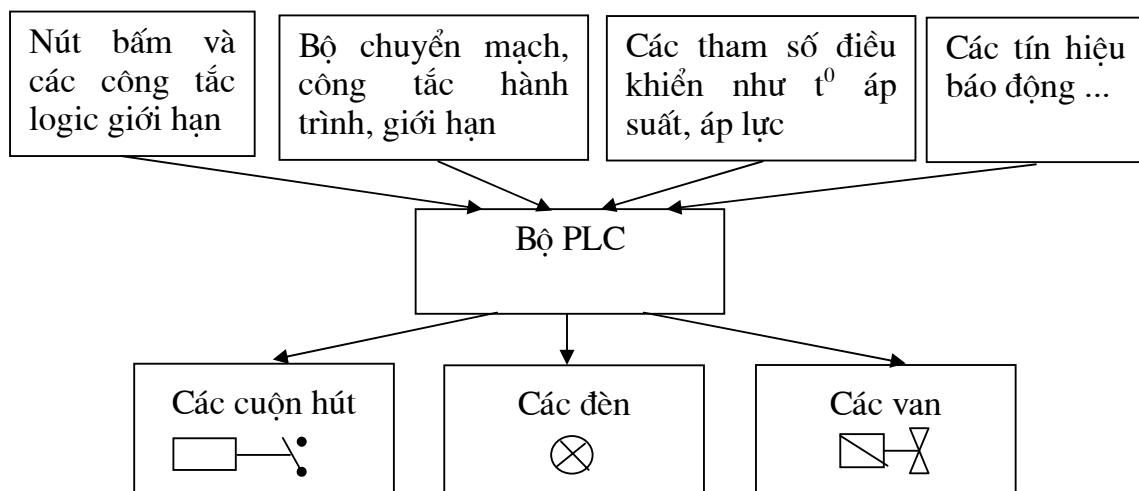 Nút bấm và
các công tắc
logic giới hạn
Bộ chuyển mạch,
công tắc hành
trình, giới hạn
Các tham số điều
khiển như t⁰ áp
suất, áp lực
Các tín hiệu
báo động ...
Bộ PLC
Các cuộn hút
Các đèn
Các van